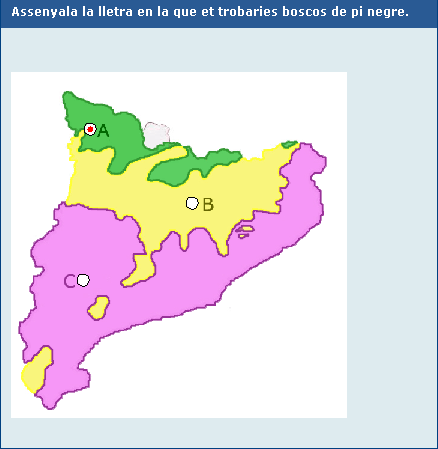 Assenyala la lletra en la que et trobaries boscos de pi negre.
A
B
C